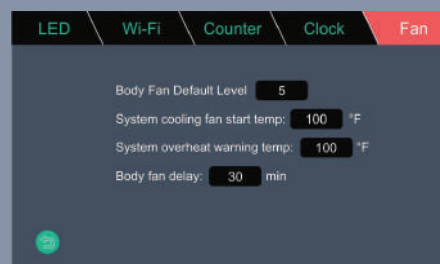 LED Wi-Fi Counter Clock Fan
Body Fan Default Level 5
System cooling fan start temp: 100 °F
System overheat warning temp: 100 °F
Body fan delay: 30 min